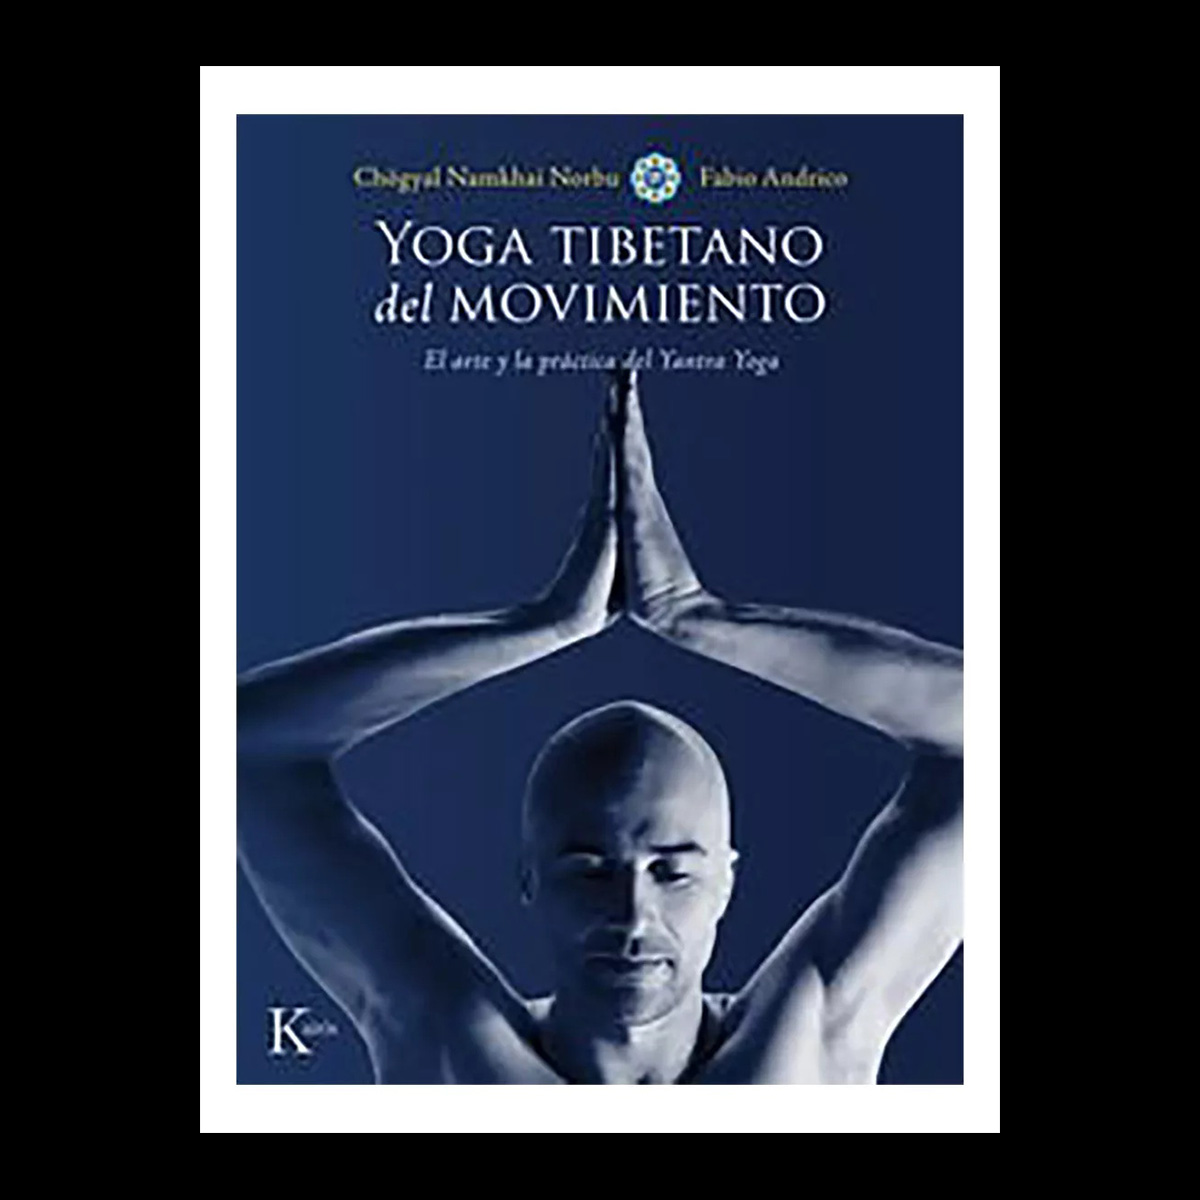 Chögyal Namkhai Norbu Fabio Andrico
YOGA TIBETANO
del MOVIMIENTO
El arte y la práctica del Yantra Yoga
K